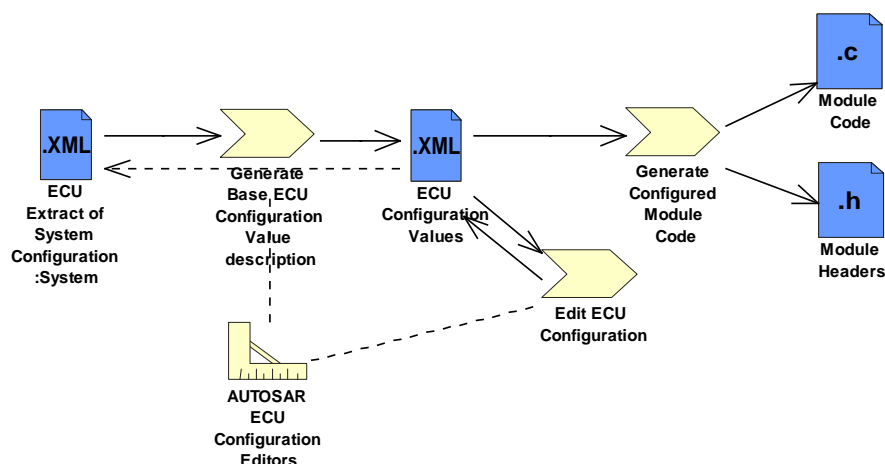 .c
Module
Code
.XML
ECU
Extract of
System
Configuration
:System
Generate
Base ECU
Configuration
Value
description
.XML
ECU
Configuration
Values
Generate
Configured
Module
Code
.h
Module
Headers
Edit ECU
Configuration
AUTOSAR
ECU
Configuration
Editors